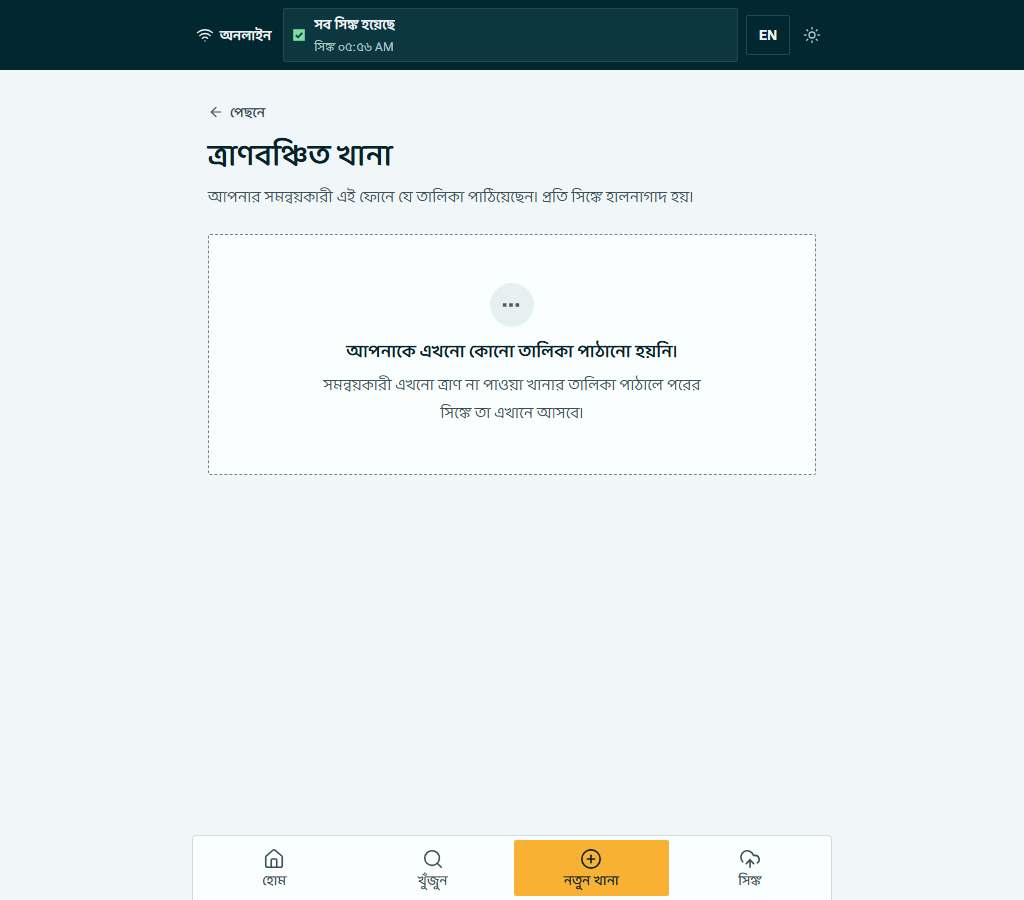 অনলাইন
সব সিঙ্ক হয়েছে
সিঙ্ক ০৫:৫৬ AM
EN
পেছনে
ত্রাণবঞ্চিত খানা
আপনার সমন্বয়কারী এই ফোনে যে তালিকা পাঠিয়েছেন। প্রতি সিঙ্কে হালনাগাদ হয়।
আপনাকে এখনো কোনো তালিকা পাঠানো হয়নি।
সমন্বয়কারী এখনো ত্রাণ না পাওয়া খানার তালিকা পাঠালে পরের
সিঙ্কে তা এখানে আসবে।
হোম
খুঁজুন
নতুন খানা
সিঙ্ক